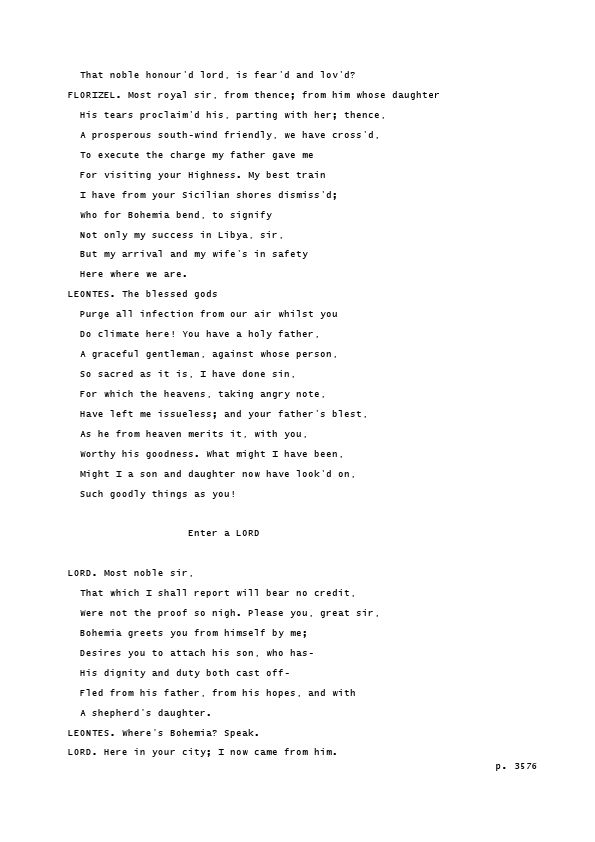 That noble honour'd lord, is fear'd and lov'd?
FLORIZEL. Most royal sir, from thence; from him whose daughter
His tears proclaim'd his, parting with her; thence,
A prosperous south-wind friendly, we have cross'd,
To execute the charge my father gave me
For visiting your Highness. My best train
I have from your Sicilian shores dismiss'd;
Who for Bohemia bend, to signify
Not only my success in Libya, sir,
But my arrival and my wife's in safety
Here where we are.
LEONTES. The blessed gods
Purge all infection from our air whilst you
Do climate here! You have a holy father,
A graceful gentleman, against whose person,
So sacred as it is, I have done sin,
For which the heavens, taking angry note,
Have left me issueless; and your father's blest,
As he from heaven merits it, with you,
Worthy his goodness. What might I have been,
Might I a son and daughter now have look'd on,
Such goodly things as you!
Enter a LORD
LORD. Most noble sir,
That which I shall report will bear no credit,
Were not the proof so nigh. Please you, great sir,
Bohemia greets you from himself by me;
Desires you to attach his son, who has-
His dignity and duty both cast off-
Fled from his father, from his hopes, and with
A shepherd's daughter.
LEONTES. Where's Bohemia? Speak.
LORD. Here in your city; I now came from him.
p. 3576